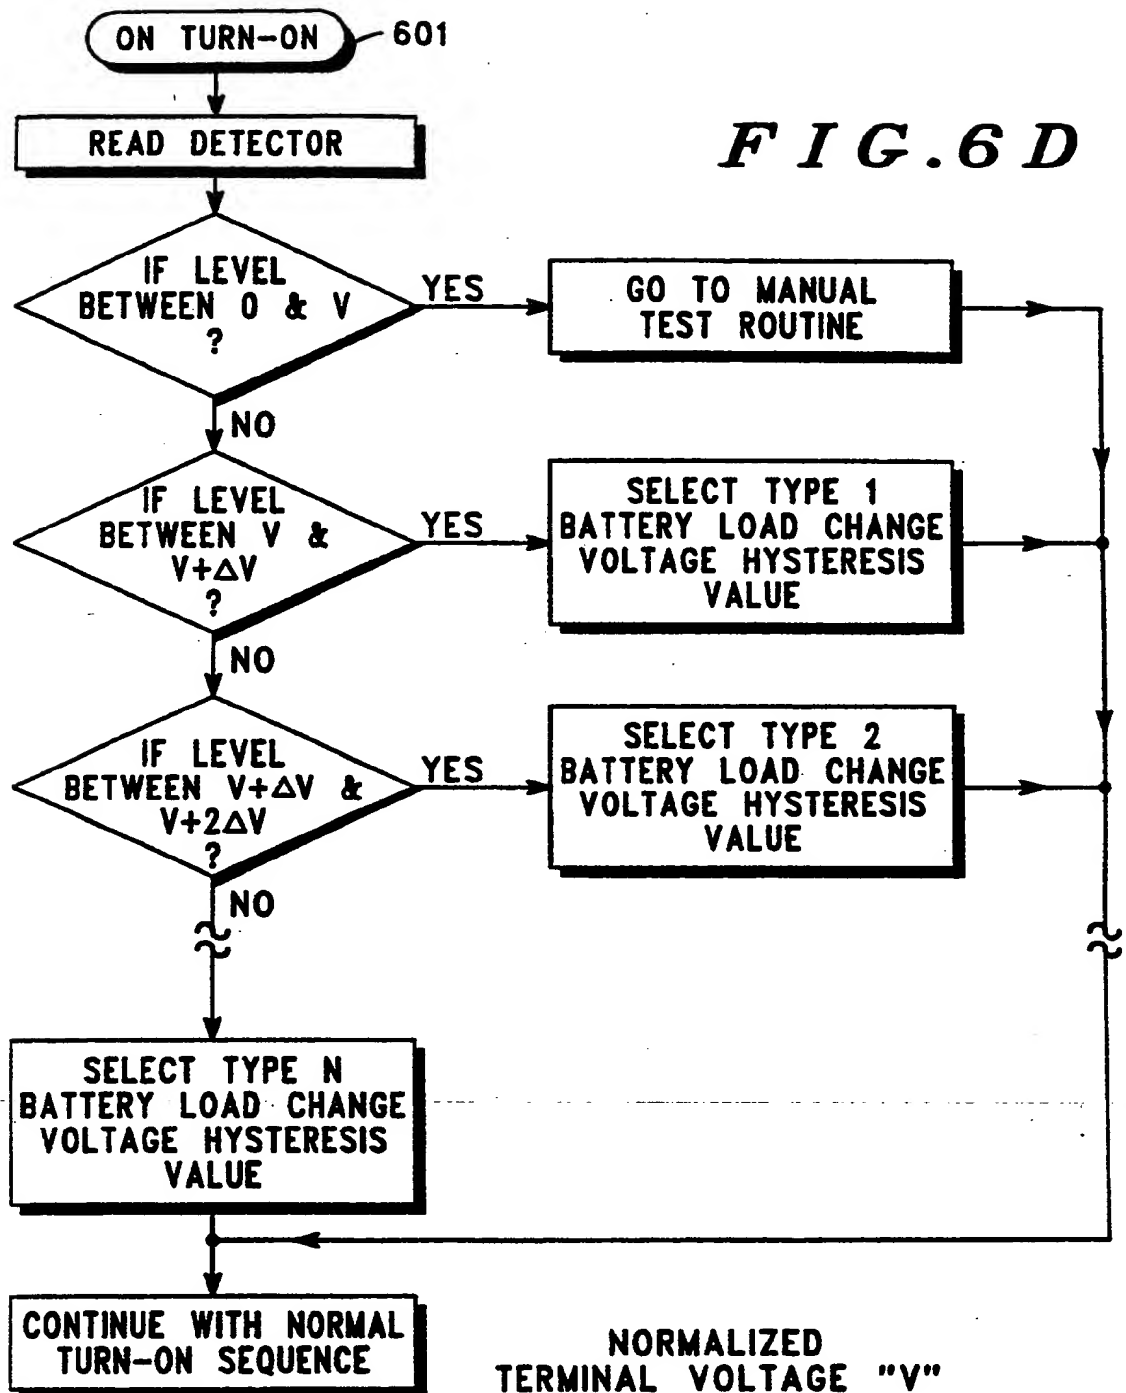 ON TURN-ON
601
READ DETECTOR
FIG. 6D
IF LEVEL
BETWEEN 0 & V
?
YES
GO TO MANUAL
TEST ROUTINE
NO
IF LEVEL
BETWEEN V &
V+ΔV
?
YES
SELECT TYPE 1
BATTERY LOAD CHANGE
VOLTAGE HYSTERESIS
VALUE
NO
IF LEVEL
BETWEEN V+ΔV &
V+2ΔV
?
YES
SELECT TYPE 2
BATTERY LOAD CHANGE
VOLTAGE HYSTERESIS
VALUE
NO
SELECT TYPE N
BATTERY LOAD CHANGE
VOLTAGE HYSTERESIS
VALUE
CONTINUE WITH NORMAL
TURN-ON SEQUENCE
NORMALIZED
TERMINAL VOLTAGE "V"